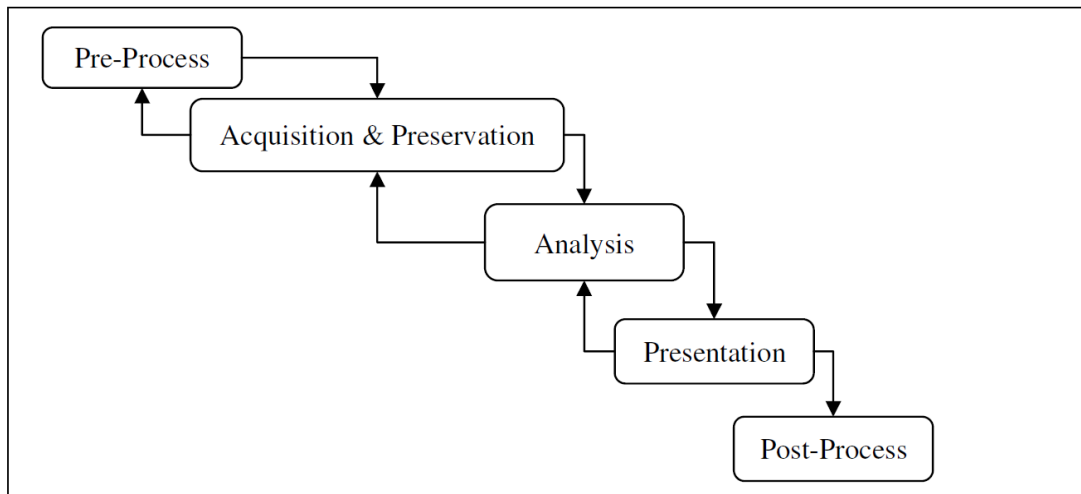 Pre-Process
Acquisition & Preservation
Analysis
Presentation
Post-Process